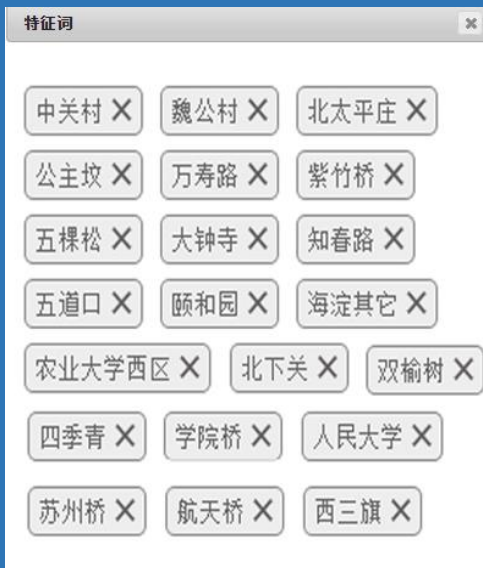 特征词
中关村 魏公村 北太平庄
公主坟 万寿路 紫竹桥
五棵松 大钟寺 知春路
五道口 颐和园 海淀其它
农业大学西区 北下关 双榆树
四季青 学院桥 人民大学
苏州桥 航天桥 西三旗